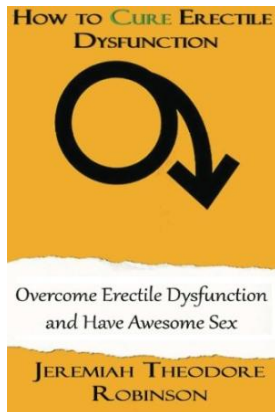 How to Cure Erectile
Dysfunction
Overcome Erectile Dysfunction
and Have Awesome Sex
Jeremiah Theodore
Robinson